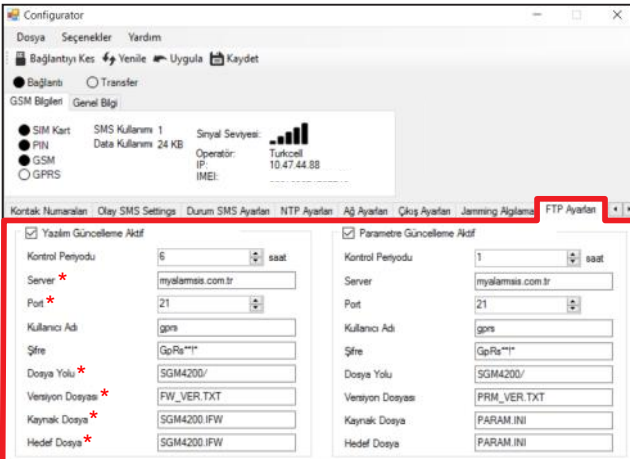 Configurator
Dosya Seçenekler Yardım
Bağlantıyı Kes Yenile Uygula Kaydet
Bağlantı Transfer
GSM Bilgileri Genel Bilgi
SIM Kart SMS Kullanımı 1 Sinyal Seviyesi:
PIN Data Kullanımı 24 KB
GSM Operatör: Turkcell
GPRS IP: 10.47.44.88
IMEI:
Kontak Numaraları Olay SMS Settings Durum SMS Ayarları NTP Ayarları Ağ Ayarları Çıkış Ayarları Jamming Algılama FTP Ayarları
Yazılım Güncelleme Aktif
Kontrol Periyodu 6 saat
Server * myalarmsis.com.tr
Port * 21
Kullanıcı Adı gprs
Şifre GpRs**!*
Dosya Yolu * SGM4200/
Versiyon Dosyası * FW_VER.TXT
Kaynak Dosya * SGM4200.IFW
Hedef Dosya * SGM4200.IFW
Parametre Güncelleme Aktif
Kontrol Periyodu 1 saat
Server myalarmsis.com.tr
Port 21
Kullanıcı Adı gprs
Şifre GpRs**!*
Dosya Yolu SGM4200/
Versiyon Dosyası PRM_VER.TXT
Kaynak Dosya PARAM.INI
Hedef Dosya PARAM.INI